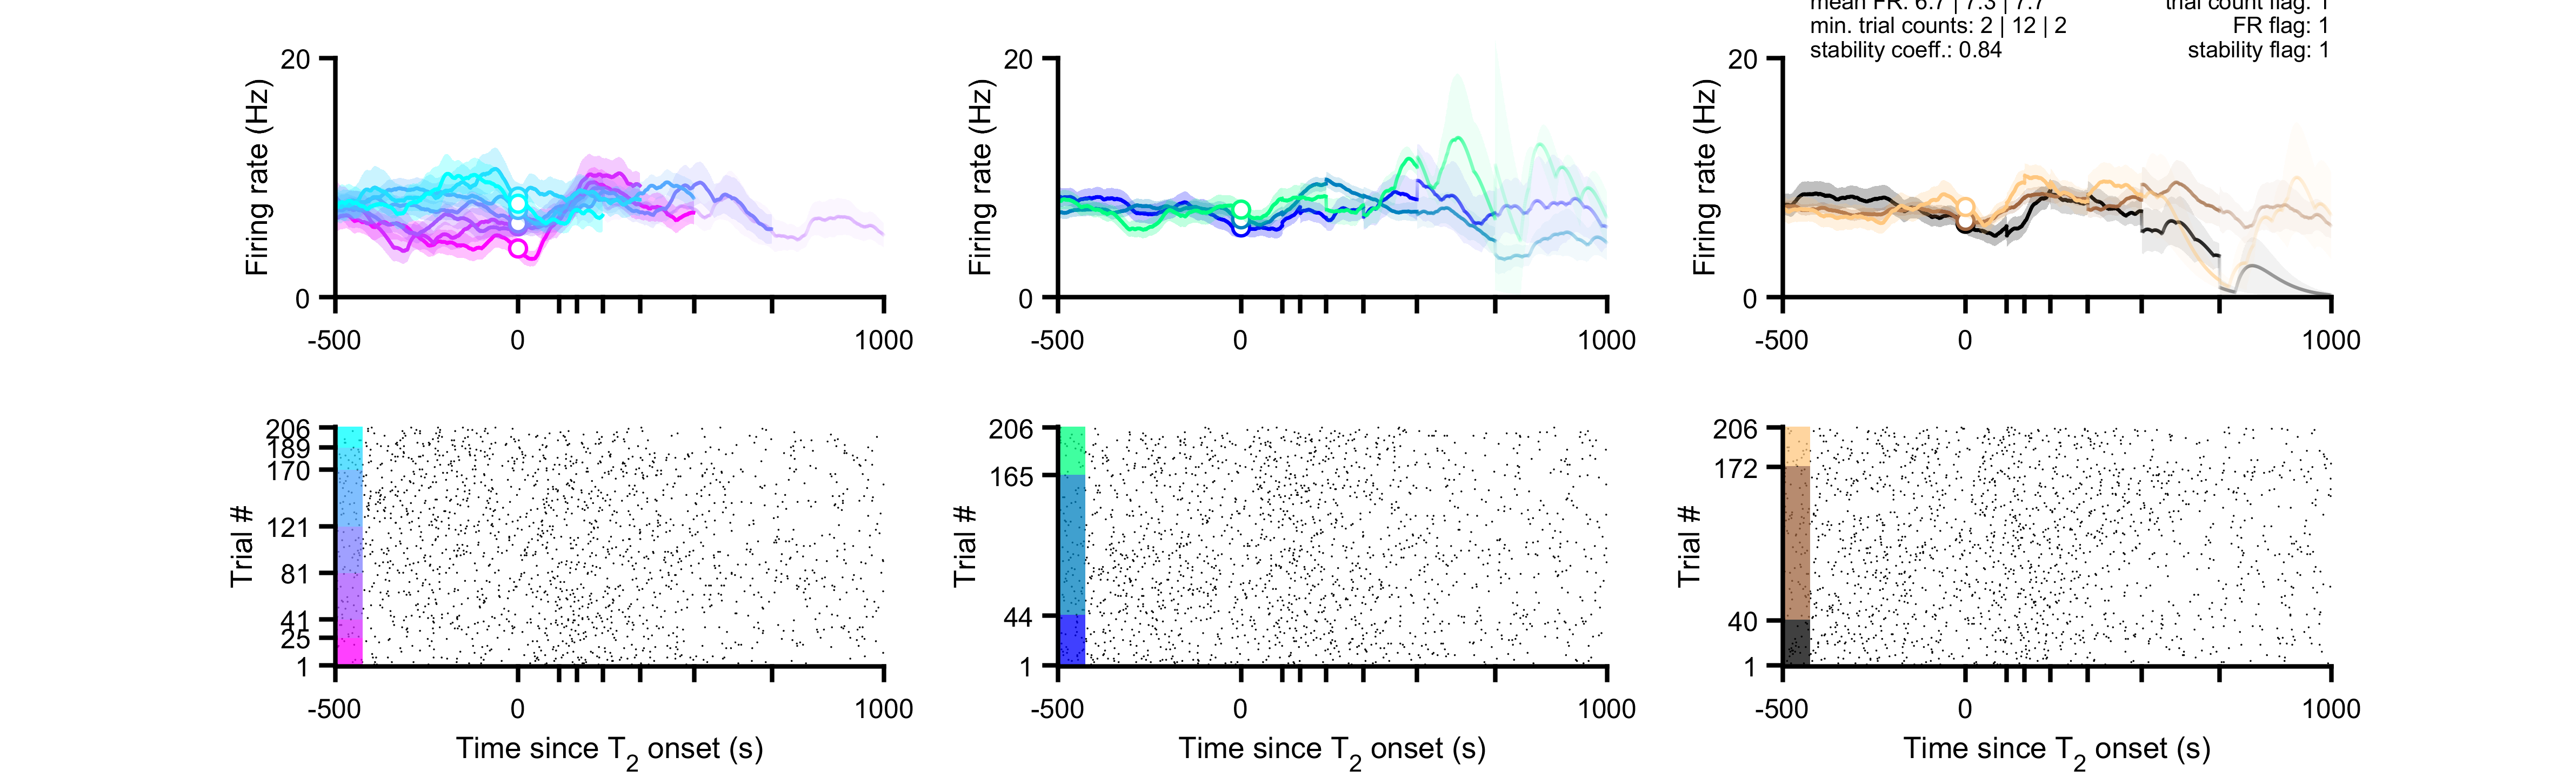 mean FR: 6.7 | 7.3 | 7.7
trial count flag: 1
min. trial counts: 2 | 12 | 2
FR flag: 1
stability coeff.: 0.84
stability flag: 1
20
Firing rate (Hz)
0
-500
0
1000
20
Firing rate (Hz)
0
-500
0
1000
20
Firing rate (Hz)
0
-500
0
1000
206
189
170
121
81
41
25
1
Trial #
-500
0
1000
Time since T2 onset (s)
206
165
44
1
Trial #
-500
0
1000
Time since T2 onset (s)
206
172
40
1
Trial #
-500
0
1000
Time since T2 onset (s)